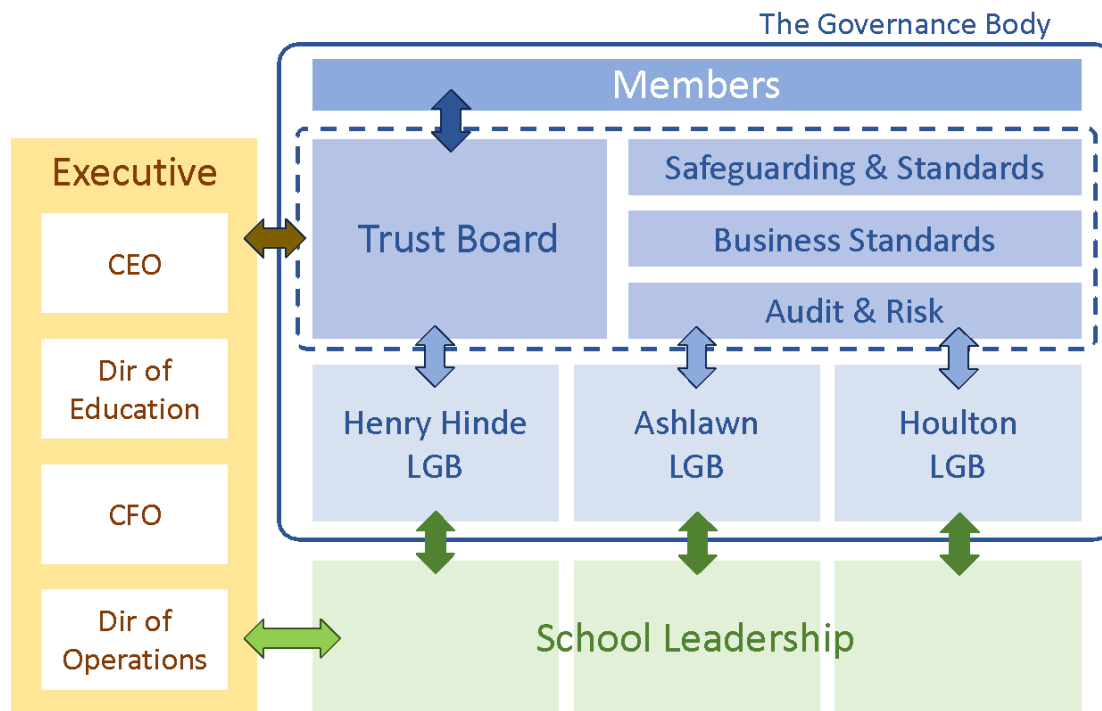 The Governance Body
Members
Executive
CEO
Dir of
Education
CFO
Dir of
Operations
Trust Board
Safeguarding & Standards
Business Standards
Audit & Risk
Henry Hinde
LGB
Ashlawn
LGB
Houlton
LGB
School Leadership